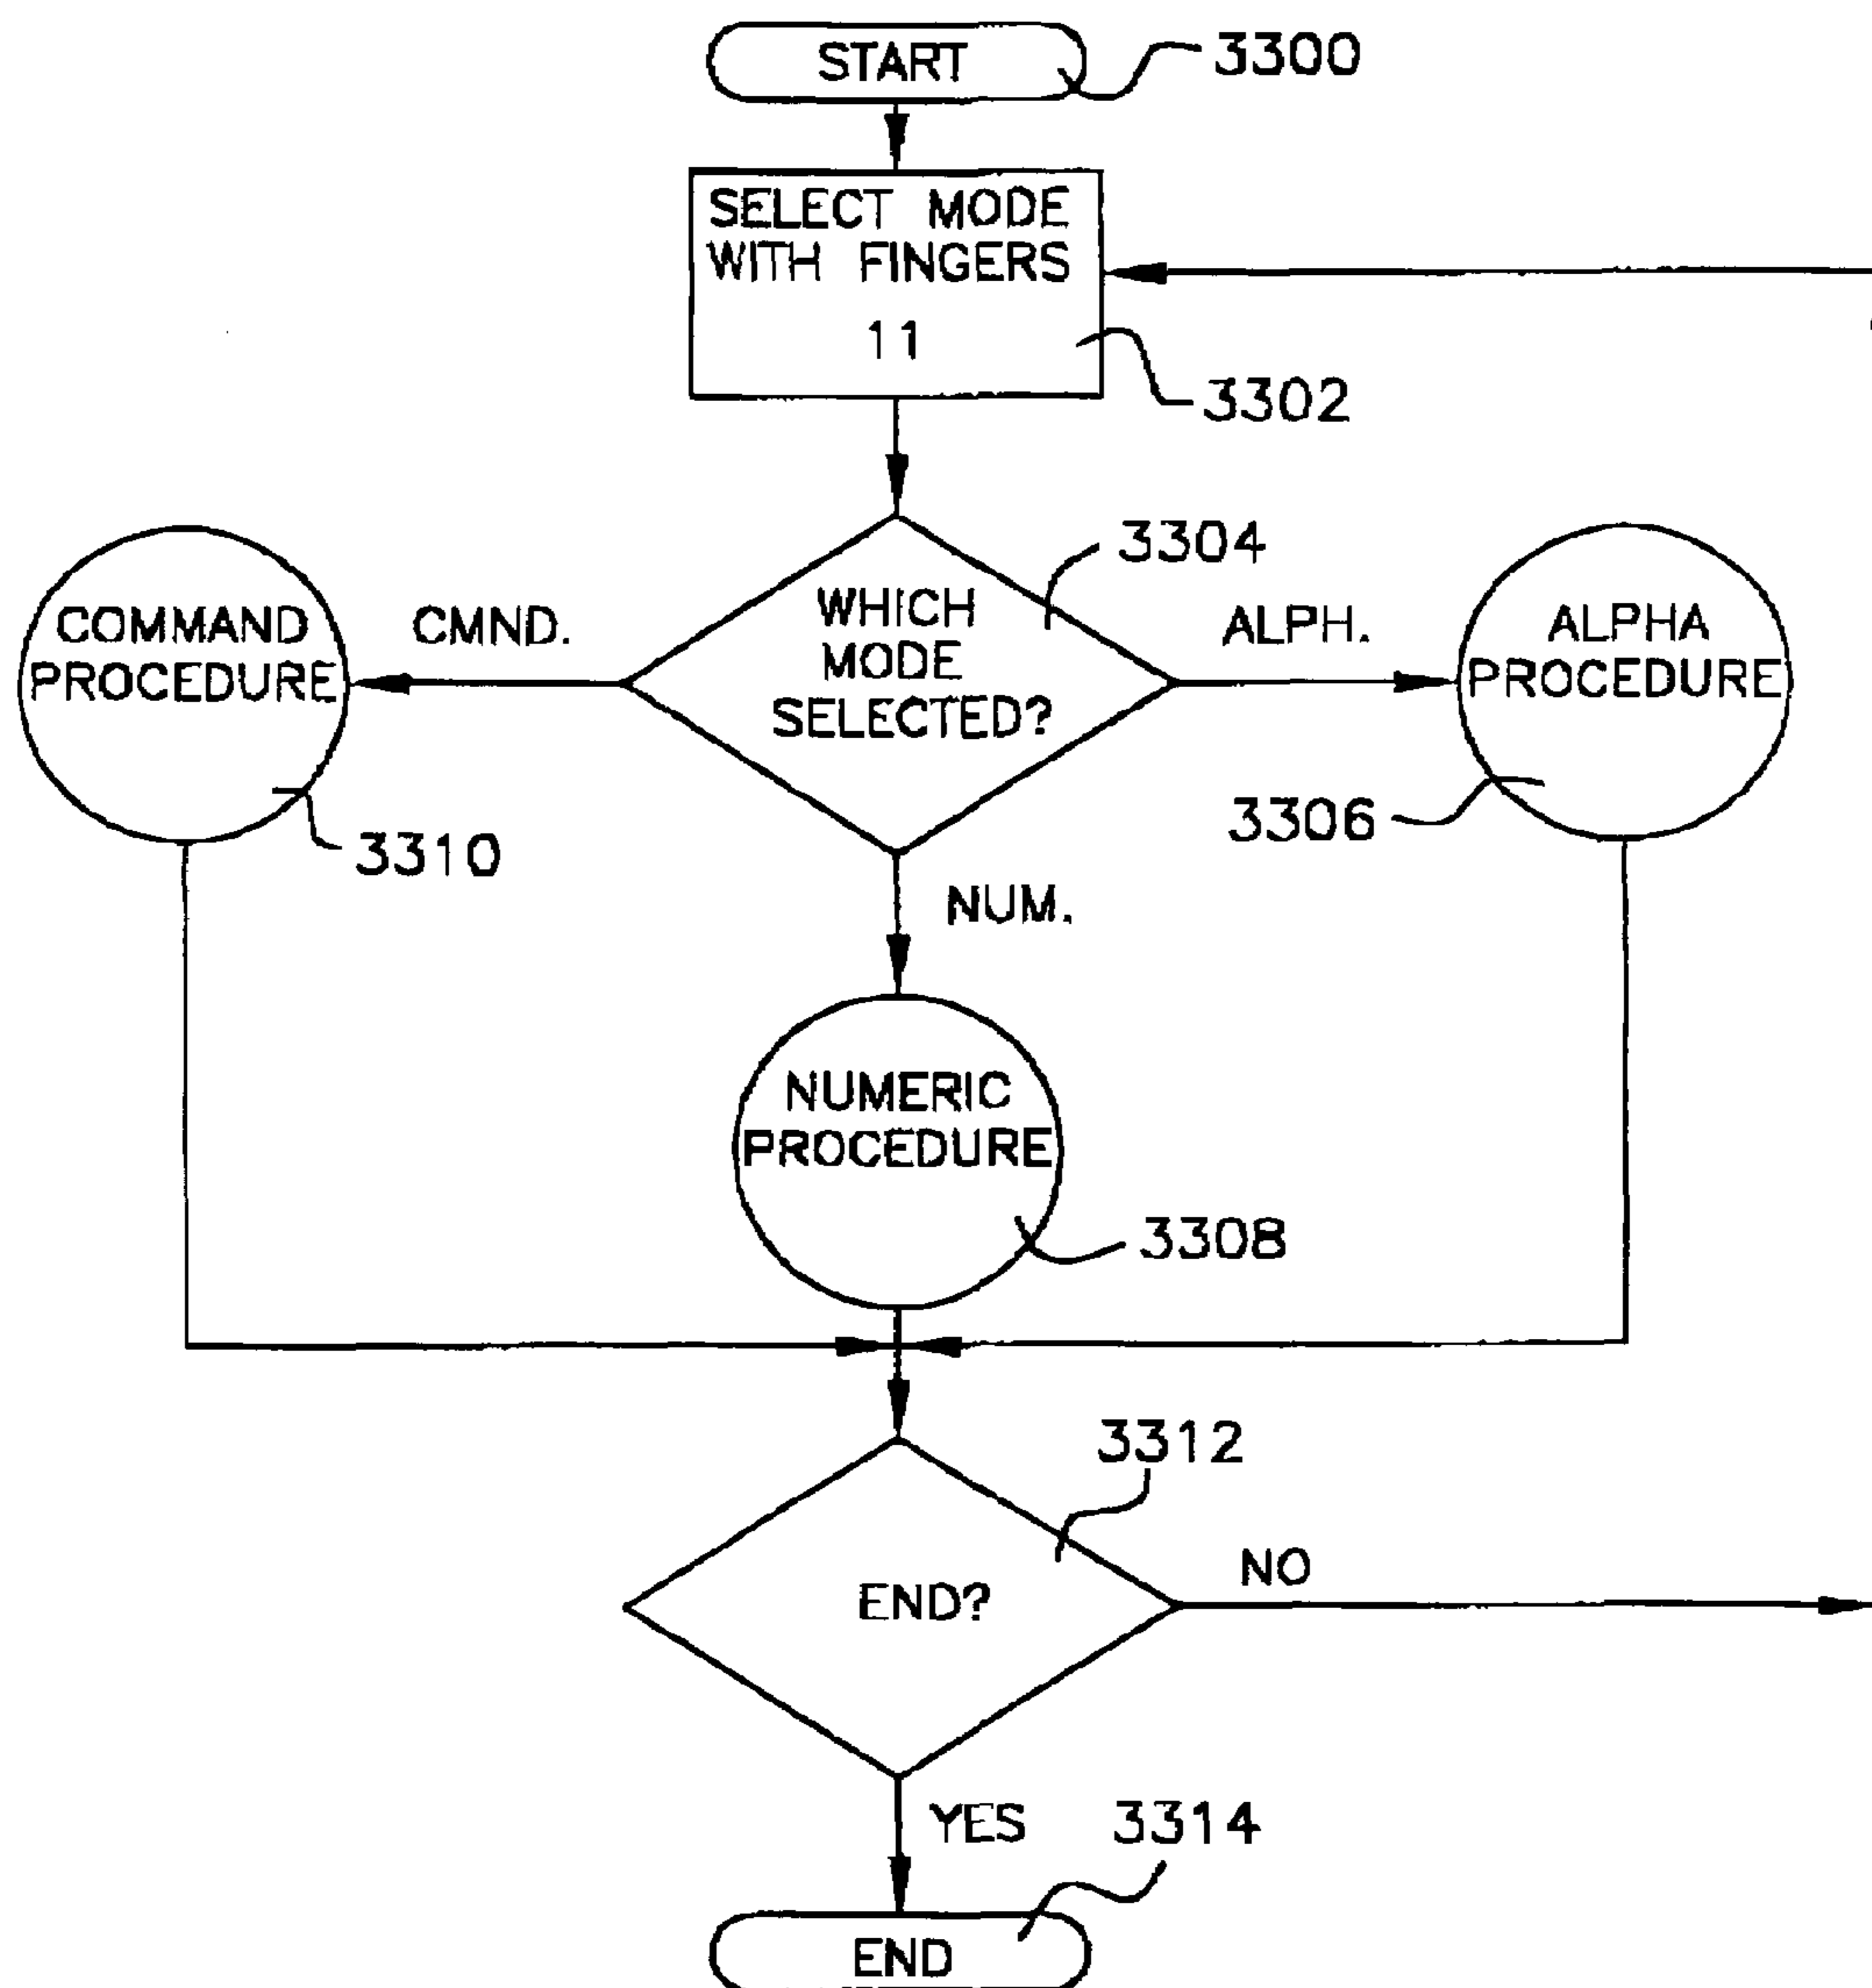 START
3300
SELECT MODE
WITH FINGERS
11
3302
3304
WHICH
MODE
SELECTED?
CMND.
COMMAND
PROCEDURE
3310
ALPH.
ALPHA
PROCEDURE
3306
NUM.
NUMERIC
PROCEDURE
3308
3312
END?
NO
YES
3314
END